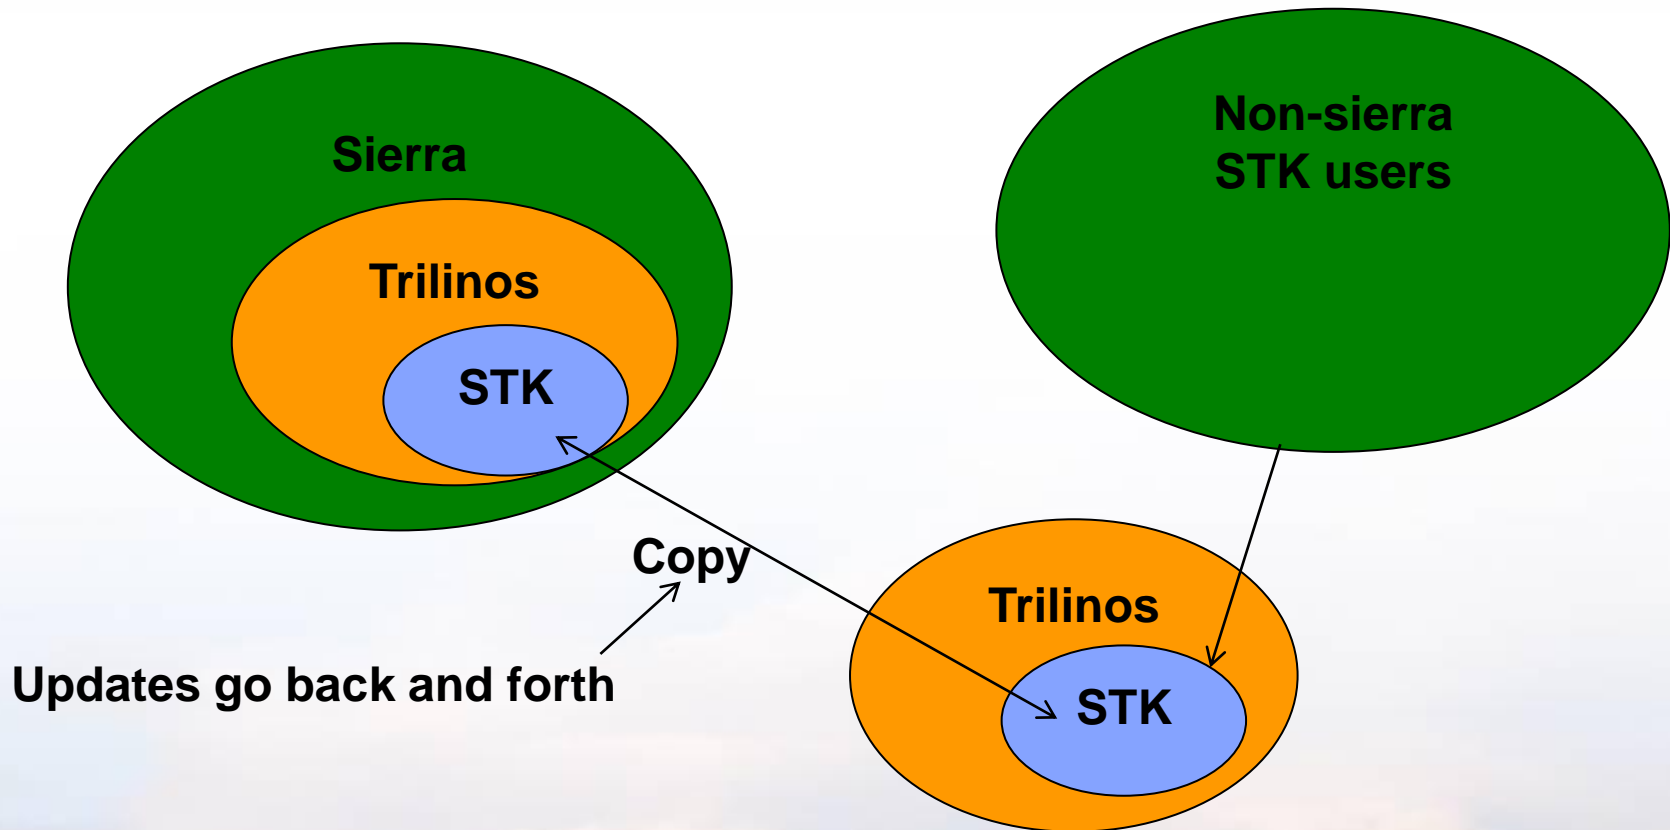 Sierra
Trilinos
STK
Non-sierra
STK users
Copy
Updates go back and forth
Trilinos
STK